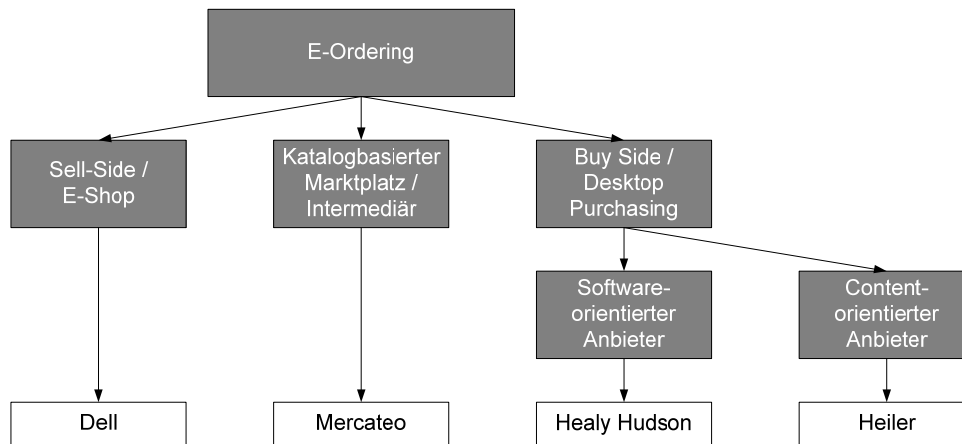 E-Ordering
Sell-Side /
E-Shop
Katalogbasierter
Marktplatz /
Intermediär
Buy Side /
Desktop
Purchasing
Software-
orientierter
Anbieter
Content-
orientierter
Anbieter
Dell
Mercateo
Healy Hudson
Heiler